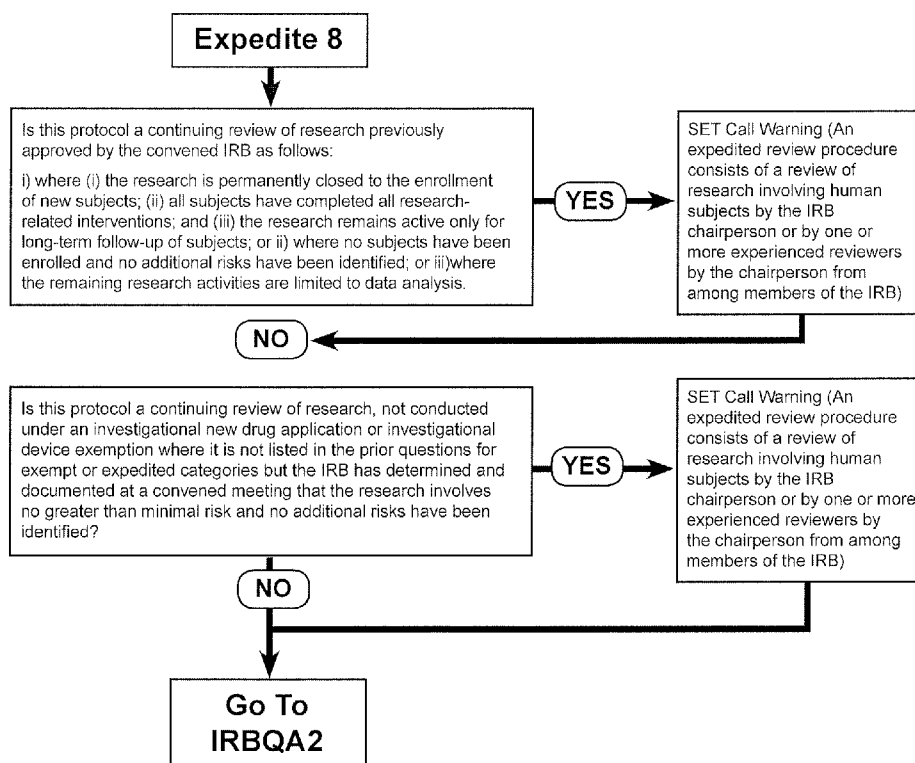 Expedite 8
Is this protocol a continuing review of research previously
approved by the convened IRB as follows:
i) where (i) the research is permanently closed to the enrollment
of new subjects; (ii) all subjects have completed all research-
related interventions; and (iii) the research remains active only for
long-term follow-up of subjects; or ii) where no subjects have been
enrolled and no additional risks have been identified; or iii)where
the remaining research activities are limited to data analysis.
YES
SET Call Warning (An
expedited review procedure
consists of a review of
research involving human
subjects by the IRB
chairperson or by one or
more experienced reviewers
by the chairperson from
among members of the IRB)
NO
Is this protocol a continuing review of research, not conducted
under an investigational new drug application or investigational
device exemption where it is not listed in the prior questions for
exempt or expedited categories but the IRB has determined and
documented at a convened meeting that the research involves
no greater than minimal risk and no additional risks have been
identified?
YES
SET Call Warning (An
expedited review procedure
consists of a review of
research involving human
subjects by the IRB
chairperson or by one or more
experienced reviewers by
the chairperson from among
members of the IRB)
NO
Go To
IRBQA2